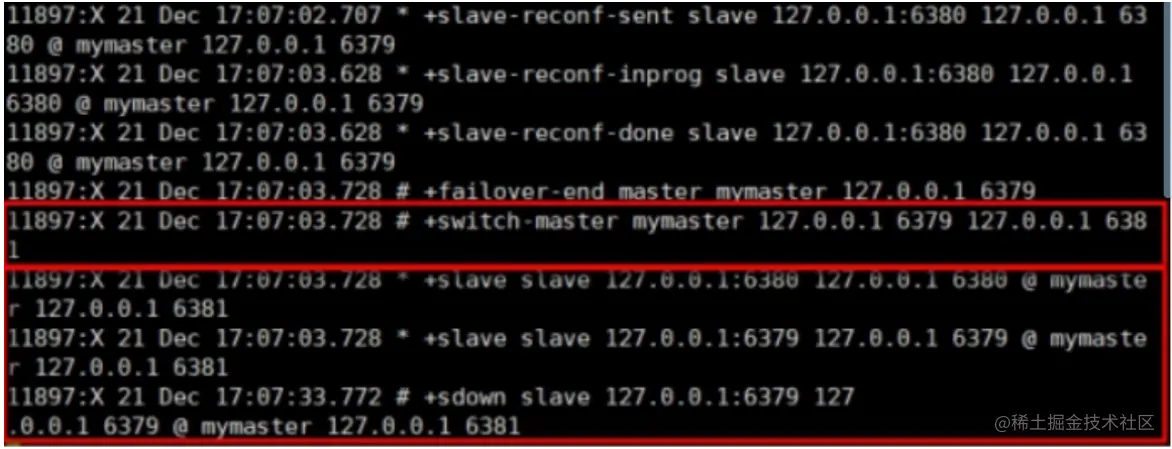 11897:X 21 Dec 17:07:02.707 * +slave-reconf-sent slave 127.0.0.1:6380 127.0.0.1 63
80 @ mymaster 127.0.0.1 6379
11897:X 21 Dec 17:07:03.628 * +slave-reconf-inprog slave 127.0.0.1:6380 127.0.0.1
6380 @ mymaster 127.0.0.1 6379
11897:X 21 Dec 17:07:03.628 * +slave-reconf-done slave 127.0.0.1:6380 127.0.0.1 63
80 @ mymaster 127.0.0.1 6379
11897:X 21 Dec 17:07:03.728 # +failover-end master mymaster 127.0.0.1 6379
11897:X 21 Dec 17:07:03.728 # +switch-master mymaster 127.0.0.1 6379 127.0.0.1 638
1
11897:X 21 Dec 17:07:03.728 * +slave slave 127.0.0.1:6380 127.0.0.1 6380 @ mymaste
r 127.0.0.1 6381
11897:X 21 Dec 17:07:03.728 * +slave slave 127.0.0.1:6379 127.0.0.1 6379 @ mymaste
r 127.0.0.1 6381
11897:X 21 Dec 17:07:33.772 # +sdown slave 127.0.0.1:6379 127
.0.0.1 6379 @ mymaster 127.0.0.1 6381
@稀土掘金技术社区